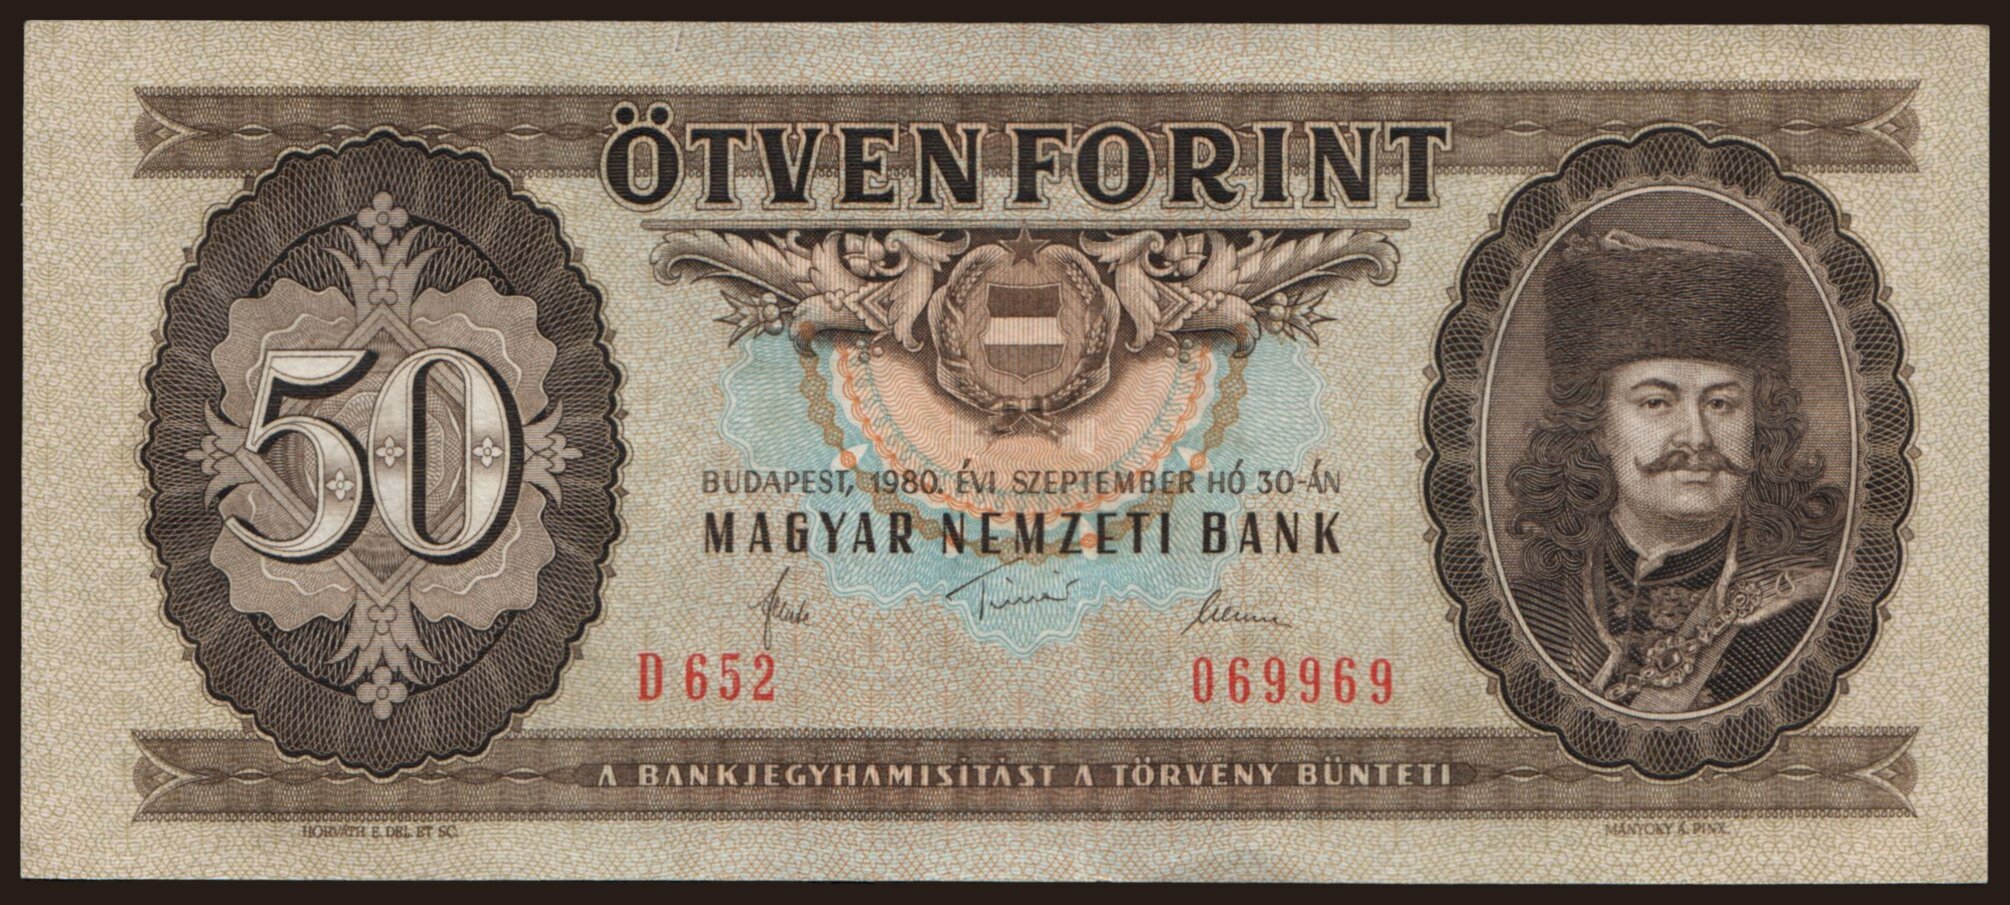 ÖTVEN FORINT
50
BUDAPEST, 1980. ÉVI SZEPTEMBER HÓ 30-ÁN
MAGYAR NEMZETI BANK
D 652 069969
A BANKJEGYHAMISÍTÁST A TÖRVÉNY BÜNTETI
HORVÁTH E. DEL. ET SC. MÁNYOKY Á. PINX.